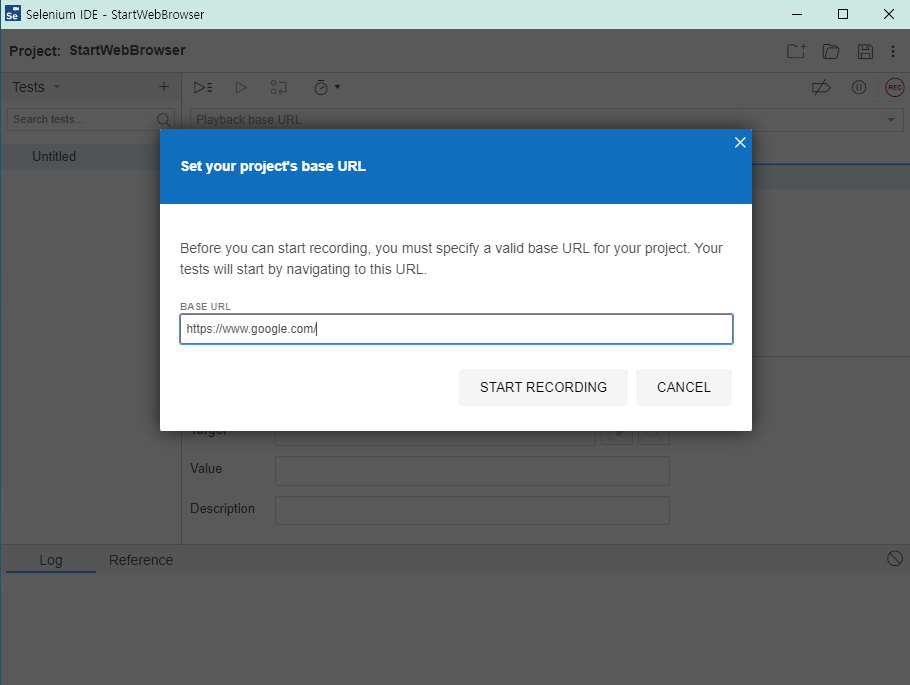 Selenium IDE - StartWebBrowser
Project: StartWebBrowser
Tests
REC
Search tests...
Playback base URL
Untitled
Set your project's base URL
Before you can start recording, you must specify a valid base URL for your project. Your
tests will start by navigating to this URL.
BASE URL
https://www.google.com/
START RECORDING
CANCEL
Target
Value
Description
Log
Reference